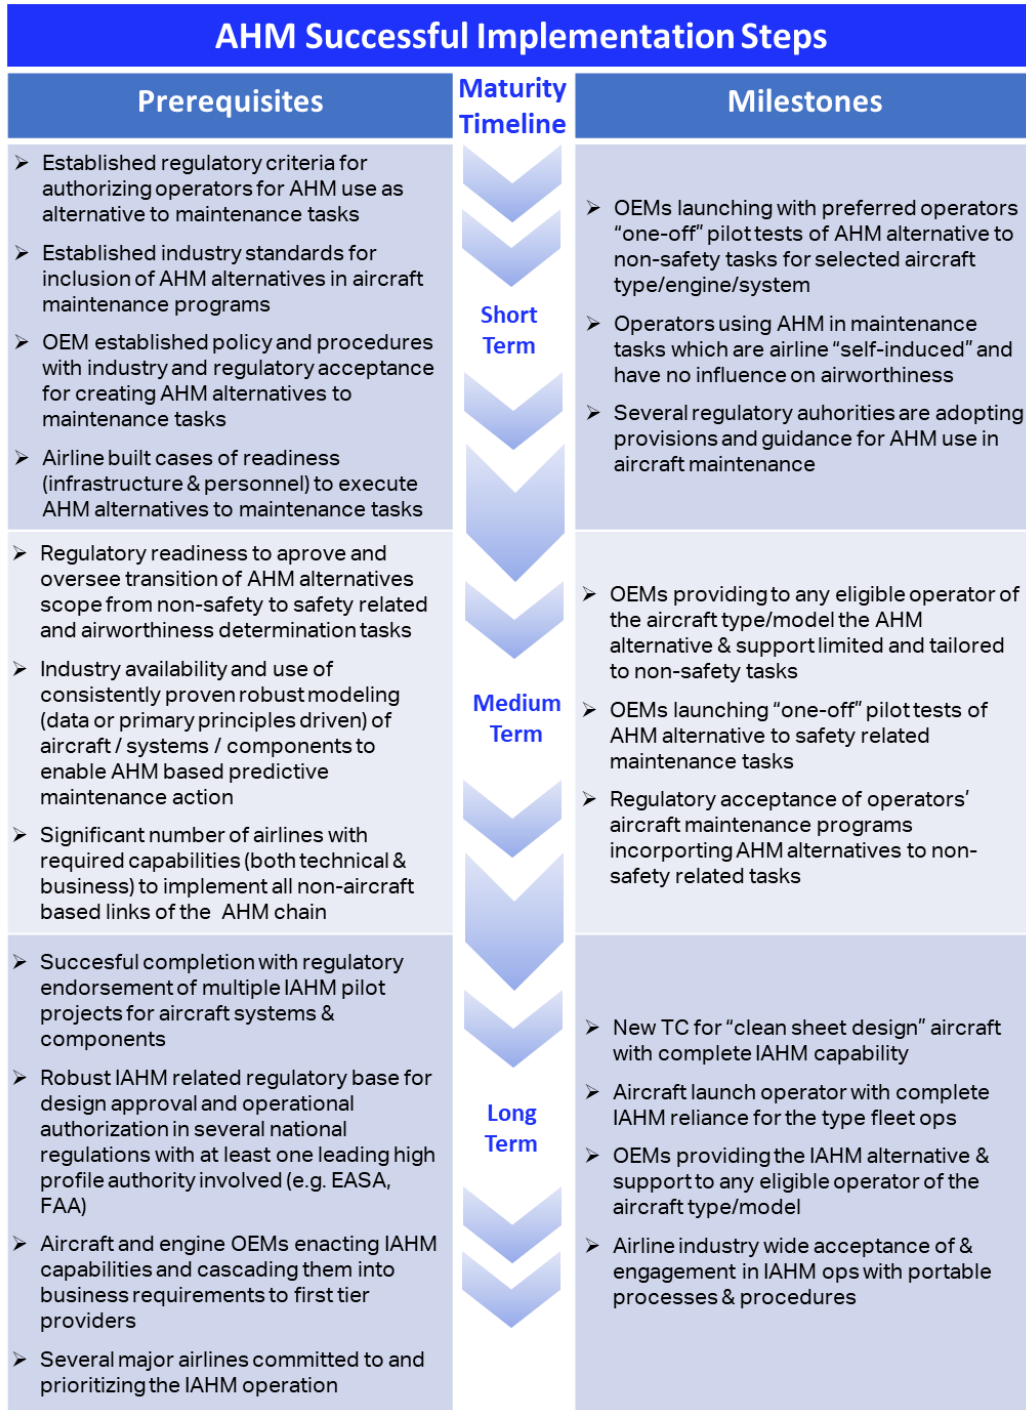 AHM Successful Implementation Steps
Prerequisites
Maturity
Timeline
Milestones
➢ Established regulatory criteria for
authorizing operators for AHM use as
alternative to maintenance tasks
➢ Established industry standards for
inclusion of AHM alternatives in aircraft
maintenance programs
➢ OEM established policy and procedures
with industry and regulatory acceptance
for creating AHM alternatives to
maintenance tasks
➢ Airline built cases of readiness
(infrastructure & personnel) to execute
AHM alternatives to maintenance tasks
Short
Term
➢ OEMs launching with preferred operators
“one-off” pilot tests of AHM alternative to
non-safety tasks for selected aircraft
type/engine/system
➢ Operators using AHM in maintenance
tasks which are airline “self-induced” and
have no influence on airworthiness
➢ Several regulatory auhorities are adopting
provisions and guidance for AHM use in
aircraft maintenance
➢ Regulatory readiness to aprove and
oversee transition of AHM alternatives
scope from non-safety to safety related
and airworthiness determination tasks
➢ Industry availability and use of
consistently proven robust modeling
(data or primary principles driven) of
aircraft / systems / components to
enable AHM based predictive
maintenance action
➢ Significant number of airlines with
required capabilities (both technical &
business) to implement all non-aircraft
based links of the AHM chain
Medium
Term
➢ OEMs providing to any eligible operator of
the aircraft type/model the AHM
alternative & support limited and tailored
to non-safety tasks
➢ OEMs launching “one-off” pilot tests of
AHM alternative to safety related
maintenance tasks
➢ Regulatory acceptance of operators’
aircraft maintenance programs
incorporting AHM alternatives to non-
safety related tasks
➢ Succesful completion with regulatory
endorsement of multiple IAHM pilot
projects for aircraft systems &
components
➢ Robust IAHM related regulatory base for
design approval and operational
authorization in several national
regulations with at least one leading high
profile authority involved (e.g. EASA,
FAA)
➢ Aircraft and engine OEMs enacting IAHM
capabilities and cascading them into
business requirements to first tier
providers
➢ Several major airlines committed to and
prioritizing the IAHM operation
Long
Term
➢ New TC for “clean sheet design” aircraft
with complete IAHM capability
➢ Aircraft launch operator with complete
IAHM reliance for the type fleet ops
➢ OEMs providing the IAHM alternative &
support to any eligible operator of the
aircraft type/model
➢ Airline industry wide acceptance of &
engagement in IAHM ops with portable
processes & procedures